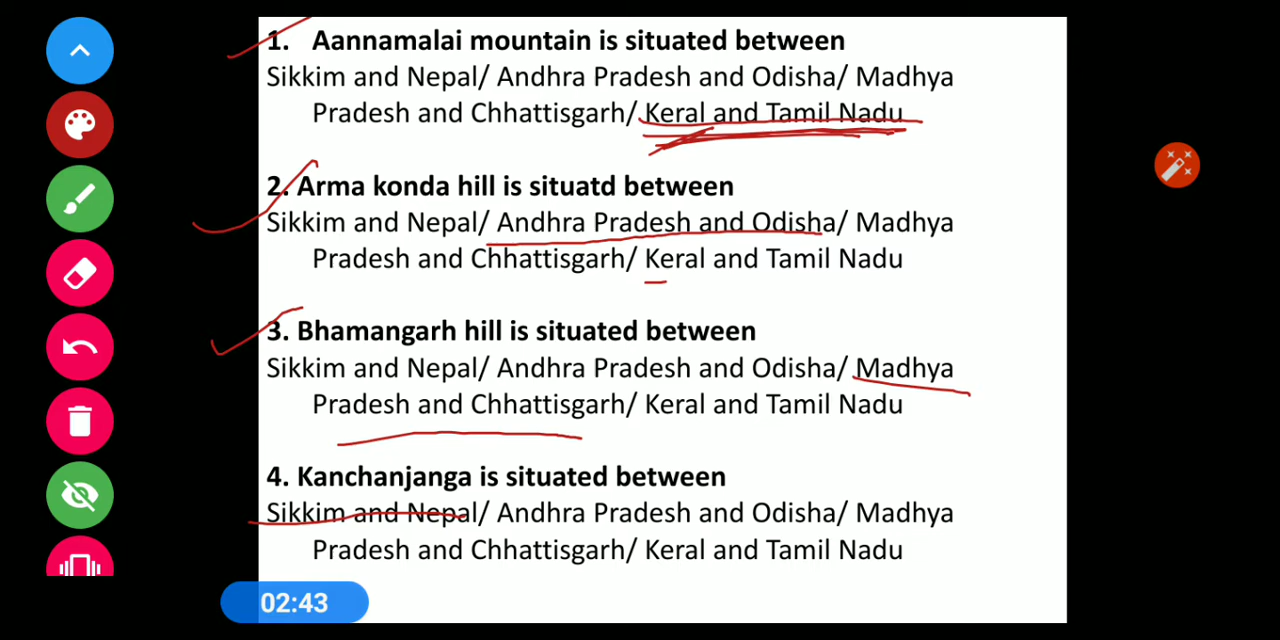 1. Aannamalai mountain is situated between
Sikkim and Nepal/ Andhra Pradesh and Odisha/ Madhya
Pradesh and Chhattisgarh/ Keral and Tamil Nadu
2. Arma konda hill is situatd between
Sikkim and Nepal/ Andhra Pradesh and Odisha/ Madhya
Pradesh and Chhattisgarh/ Keral and Tamil Nadu
3. Bhamangarh hill is situated between
Sikkim and Nepal/ Andhra Pradesh and Odisha/ Madhya
Pradesh and Chhattisgarh/ Keral and Tamil Nadu
4. Kanchanjanga is situated between
Sikkim and Nepal/ Andhra Pradesh and Odisha/ Madhya
Pradesh and Chhattisgarh/ Keral and Tamil Nadu
02:43